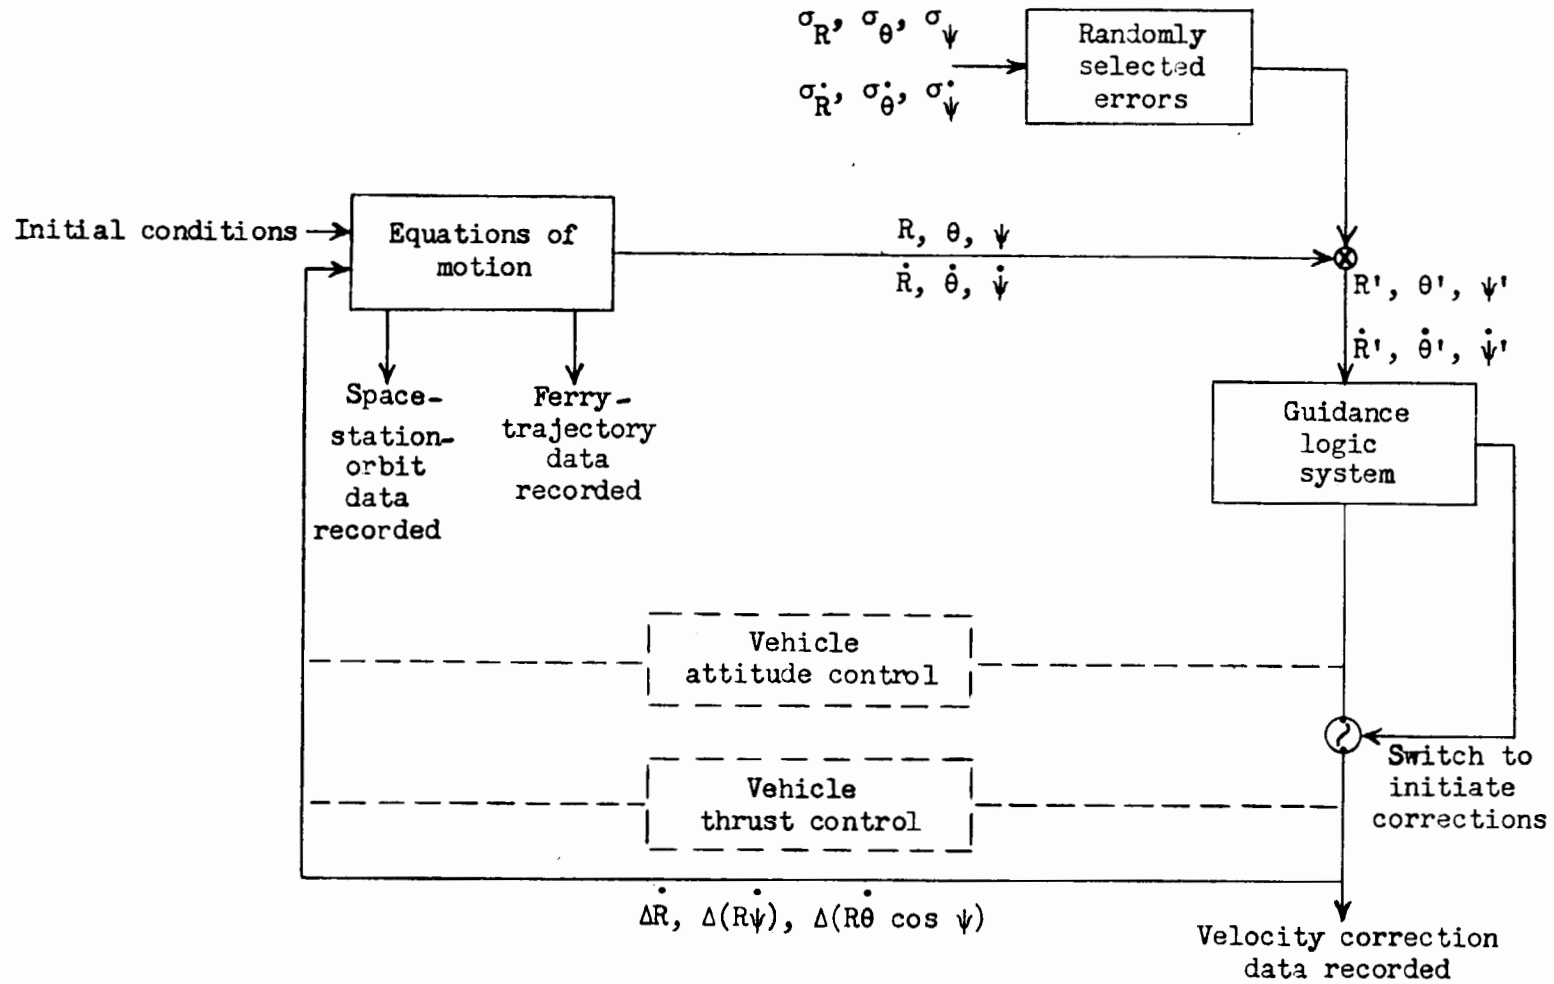 σR, σθ, σψ
σṘ, σθ̇, σψ̇
Randomly
selected
errors
Initial conditions
Equations of
motion
R, θ, ψ
Ṙ, θ̇, ψ̇
R', θ', ψ'
Ṙ', θ̇', ψ̇'
Space-
station-
orbit
data
recorded
Ferry-
trajectory
data
recorded
Guidance
logic
system
Vehicle
attitude control
Switch to
initiate
corrections
Vehicle
thrust control
ΔṘ, Δ(Rψ̇), Δ(Rθ̇ cos ψ)
Velocity correction
data recorded